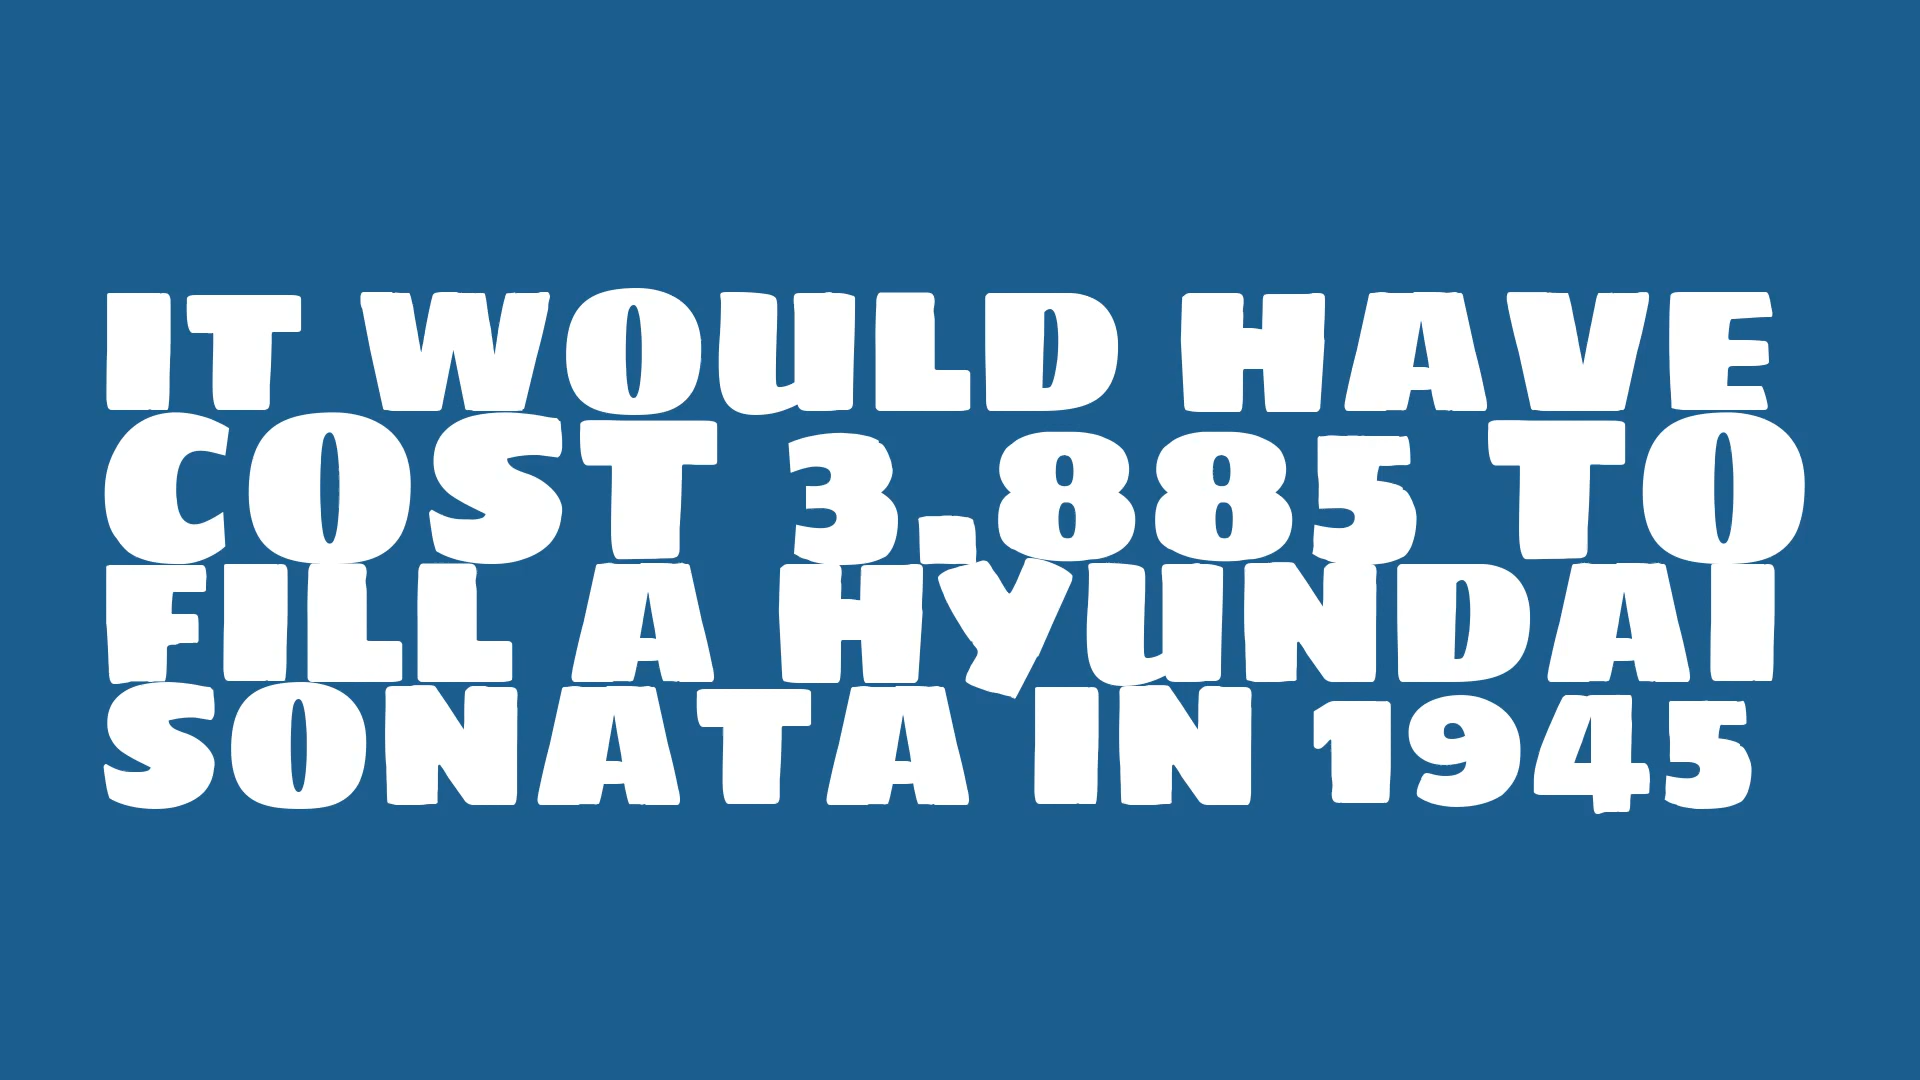 IT WOULD HAVE
COST 3.885 TO
FILL A HYUNDAI
SONATA IN 1945